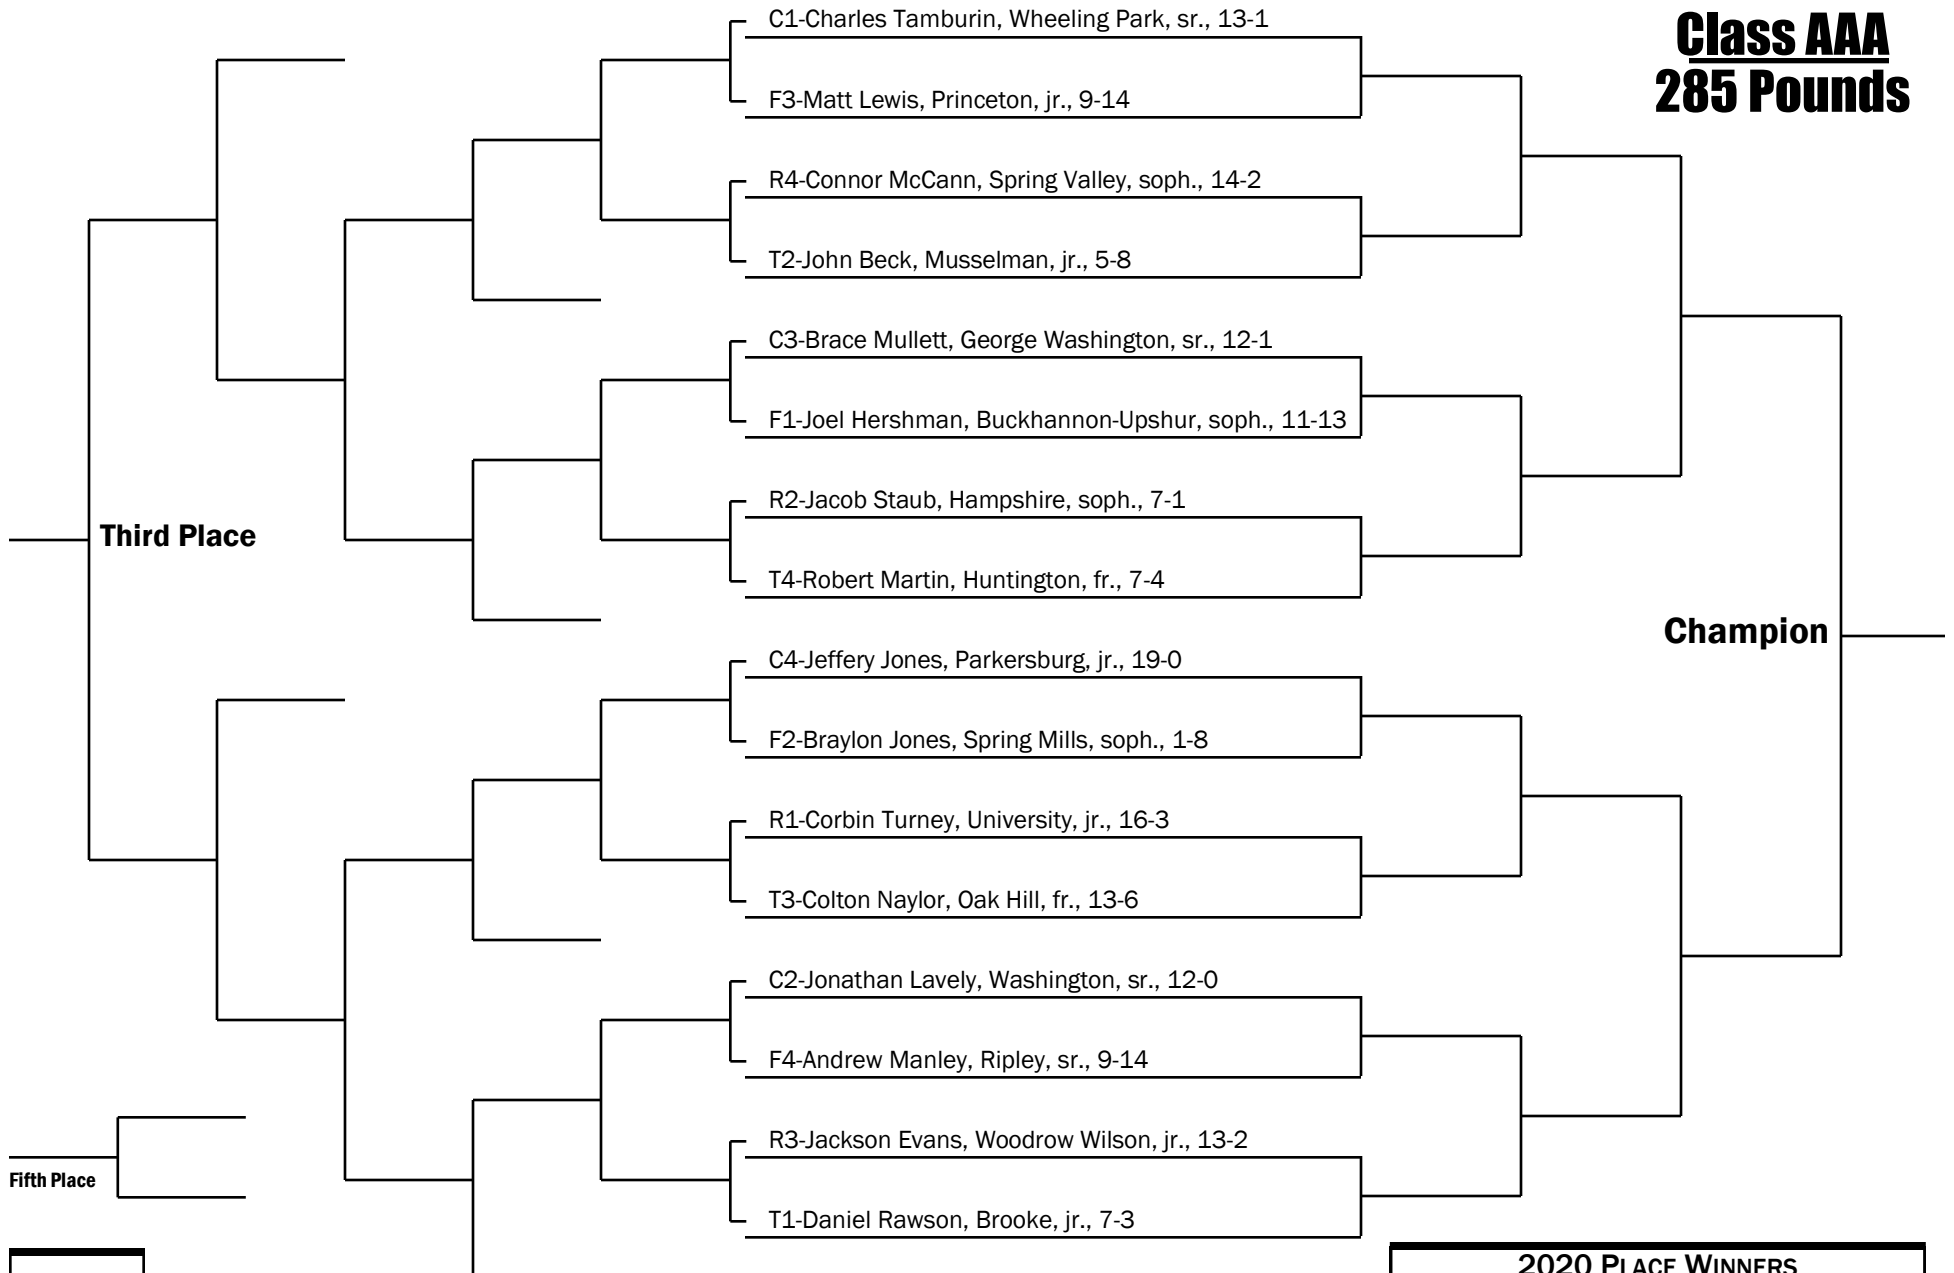 Class AAA
285 Pounds
C1-Charles Tamburin, Wheeling Park, sr., 13-1
F3-Matt Lewis, Princeton, jr., 9-14
R4-Connor McCann, Spring Valley, soph., 14-2
T2-John Beck, Musselman, jr., 5-8
C3-Brace Mullett, George Washington, sr., 12-1
F1-Joel Hershman, Buckhannon-Upshur, soph., 11-13
R2-Jacob Staub, Hampshire, soph., 7-1
Third Place
T4-Robert Martin, Huntington, fr., 7-4
Champion
C4-Jeffery Jones, Parkersburg, jr., 19-0
F2-Braylon Jones, Spring Mills, soph., 1-8
R1-Corbin Turney, University, jr., 16-3
T3-Colton Naylor, Oak Hill, fr., 13-6
C2-Jonathan Lavely, Washington, sr., 12-0
F4-Andrew Manley, Ripley, sr., 9-14
R3-Jackson Evans, Woodrow Wilson, jr., 13-2
Fifth Place
T1-Daniel Rawson, Brooke, jr., 7-3
2020 PLACE WINNERS